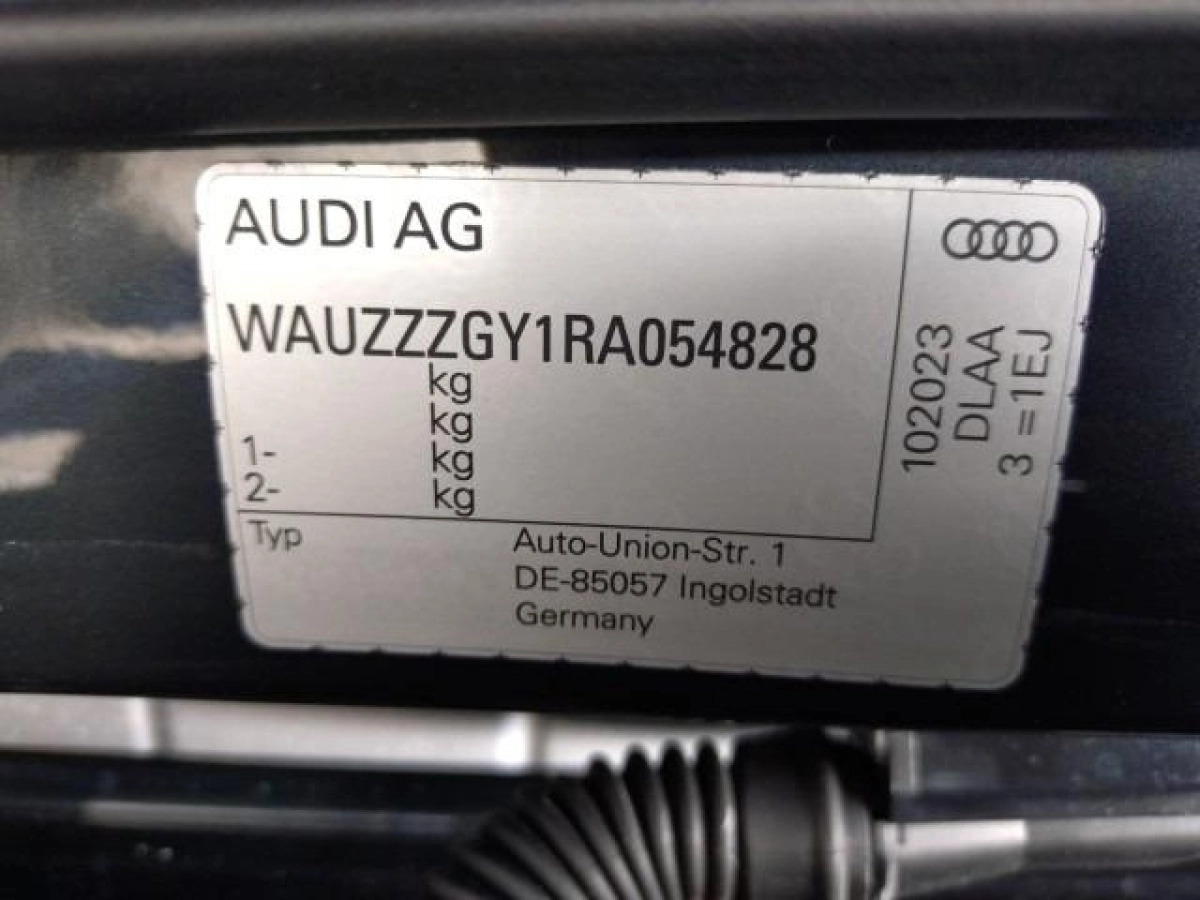 AUDI AG
WAUZZZGY1RA054828
kg
kg
1- kg
2- kg
Typ
Auto-Union-Str. 1
DE-85057 Ingolstadt
Germany
102023
DLAA
3 =1EJ